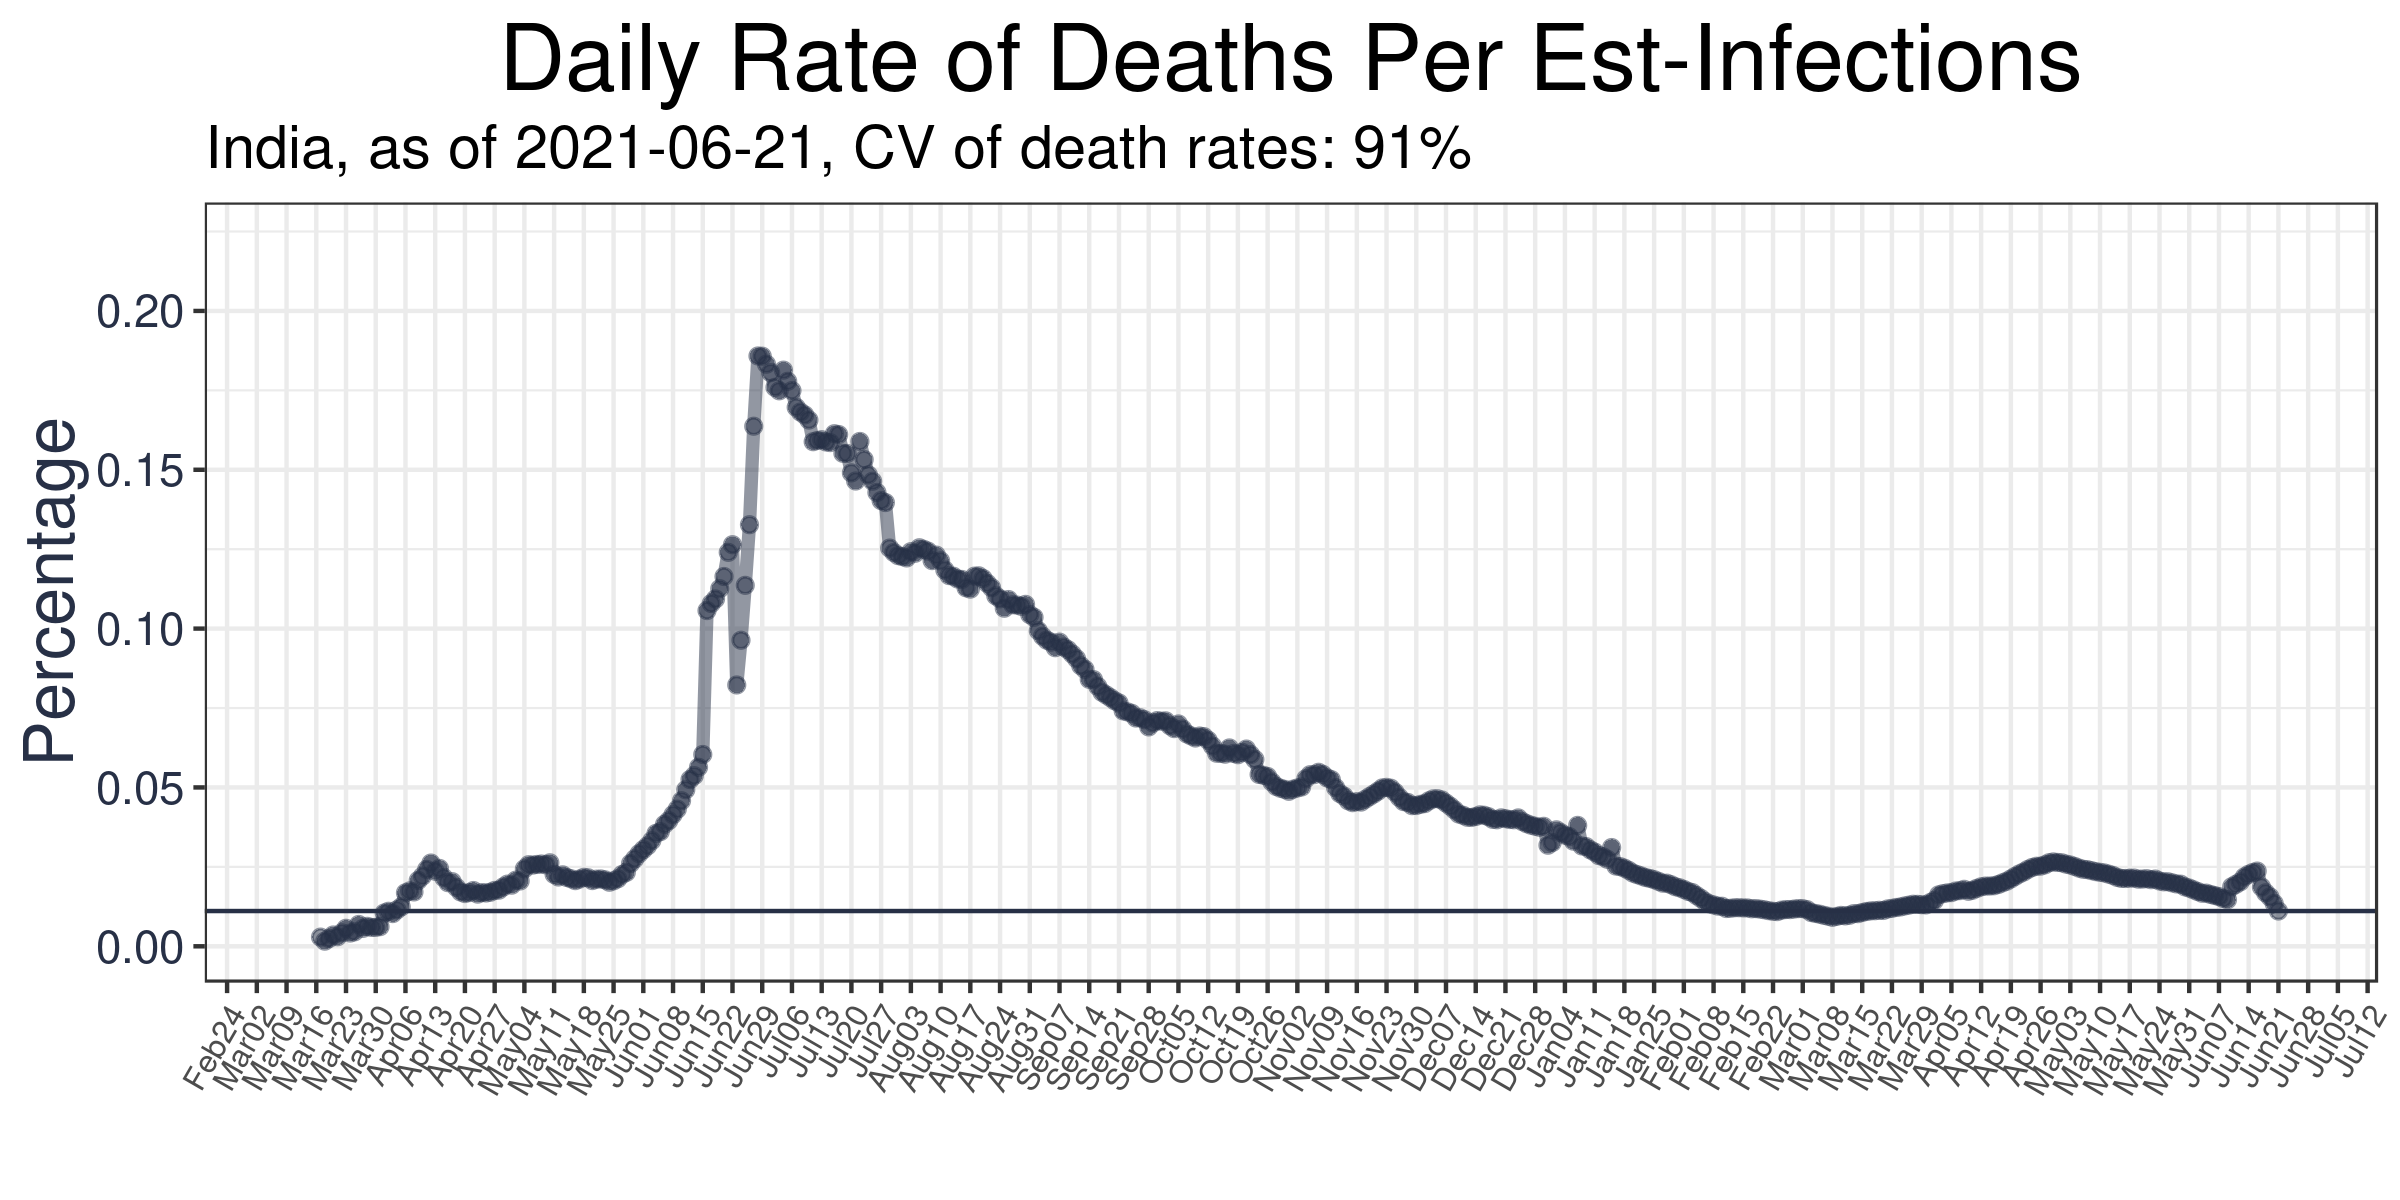 Daily Rate of Deaths Per Est-Infections
India, as of 2021-06-21, CV of death rates: 91%
Percentage
0.20
0.15
0.10
0.05
0.00
Feb24
Mar02
Mar09
Mar16
Mar23
Mar30
Apr06
Apr13
Apr20
Apr27
May04
May11
May18
May25
Jun01
Jun08
Jun15
Jun22
Jun29
Jul06
Jul13
Jul20
Jul27
Aug03
Aug10
Aug17
Aug24
Aug31
Sep07
Sep14
Sep21
Sep28
Oct05
Oct12
Oct19
Oct26
Nov02
Nov09
Nov16
Nov23
Nov30
Dec07
Dec14
Dec21
Dec28
Jan04
Jan11
Jan18
Jan25
Feb01
Feb08
Feb15
Feb22
Mar01
Mar08
Mar15
Mar22
Mar29
Apr05
Apr12
Apr19
Apr26
May03
May10
May17
May24
May31
Jun07
Jun14
Jun21
Jun28
Jul05
Jul12